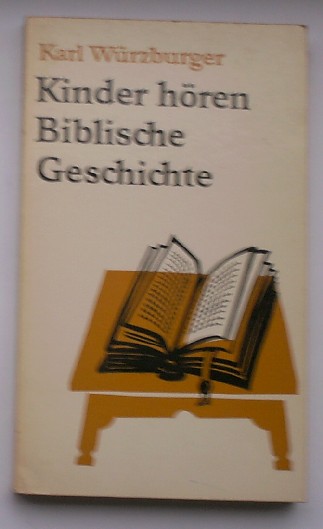 Karl Würzburger
Kinder hören
Biblische
Geschichte